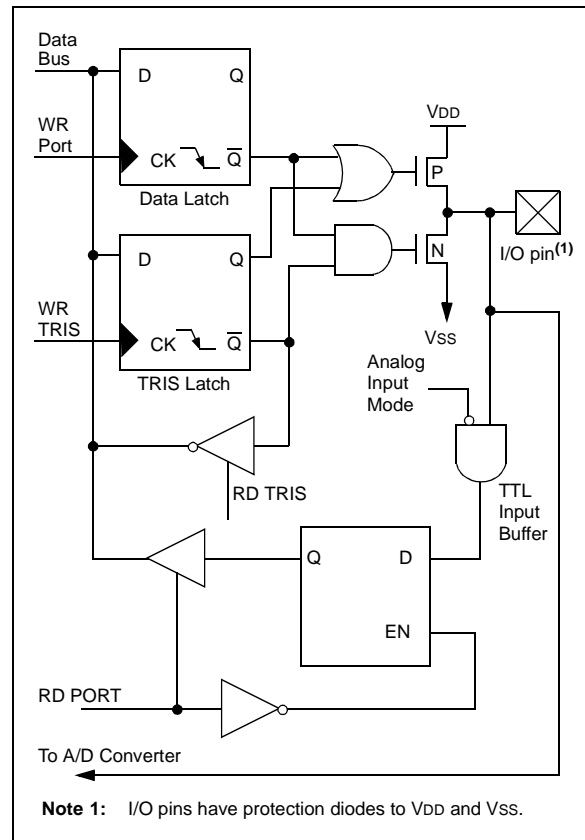 Data
Bus
D Q
WR
Port
CK Q
Data Latch
VDD
P
I/O pin(1)
D Q
N
WR
TRIS
CK Q
TRIS Latch
VSS
Analog
Input
Mode
RD TRIS
TTL
Input
Buffer
Q D
EN
RD PORT
To A/D Converter
Note 1: I/O pins have protection diodes to VDD and VSS.